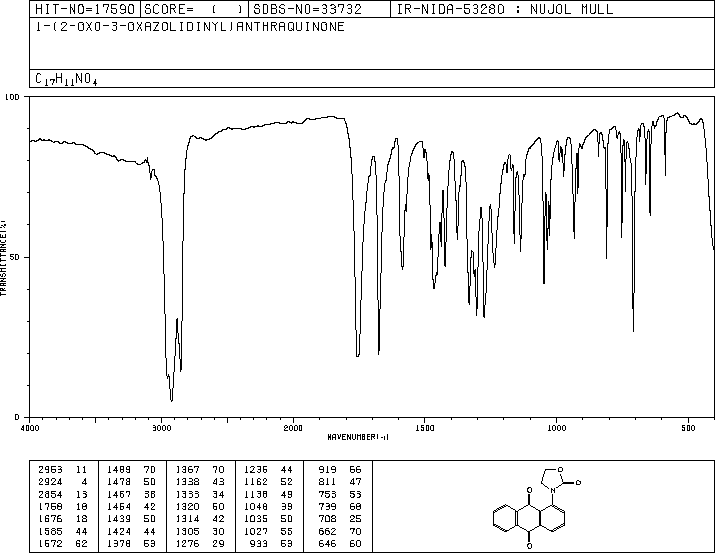 HIT-NO=17590 SCORE= ( ) SDBS-NO=33732 IR-NIDA-53280 : NUJOL MULL
1-(2-OXO-3-OXAZOLIDINYL)ANTHRAQUINONE
C17H11NO4
100
50
0
TRANSMITTANCE(%)
4000 3000 2000 1500 1000 500
WAVENUMBER(-1)
2953 11 1489 70 1367 70 1236 44 919 66
2924 4 1478 50 1338 43 1162 52 811 47
2854 13 1467 38 1333 34 1138 49 753 53
1758 18 1454 42 1320 60 1048 39 739 68
1676 18 1439 50 1314 42 1035 50 708 25
1585 44 1424 44 1305 30 1027 55 662 70
1572 62 1378 53 1276 29 933 53 646 60
O
O
N
O
O